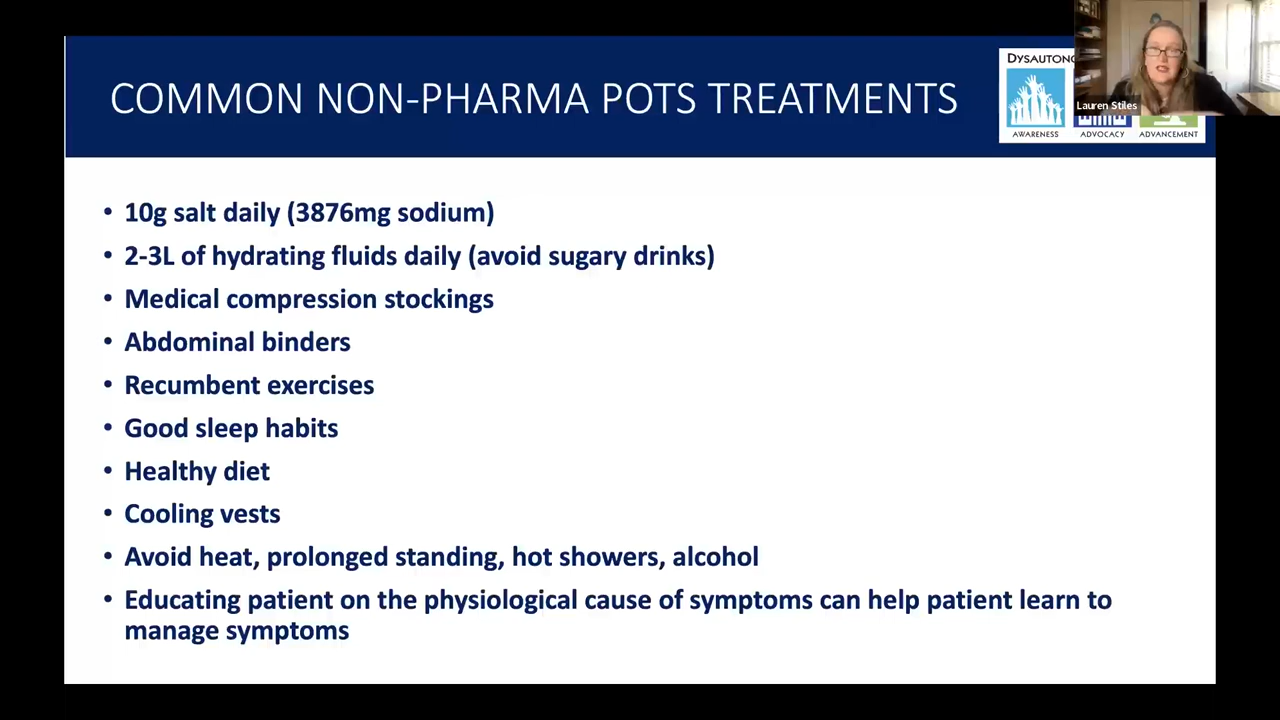 COMMON NON-PHARMA POTS TREATMENTS
DYSAUTONO
Lauren Stiles
AWARENESS
ADVOCACY
ADVANCEMENT
• 10g salt daily (3876mg sodium)
• 2-3L of hydrating fluids daily (avoid sugary drinks)
• Medical compression stockings
• Abdominal binders
• Recumbent exercises
• Good sleep habits
• Healthy diet
• Cooling vests
• Avoid heat, prolonged standing, hot showers, alcohol
• Educating patient on the physiological cause of symptoms can help patient learn to
manage symptoms